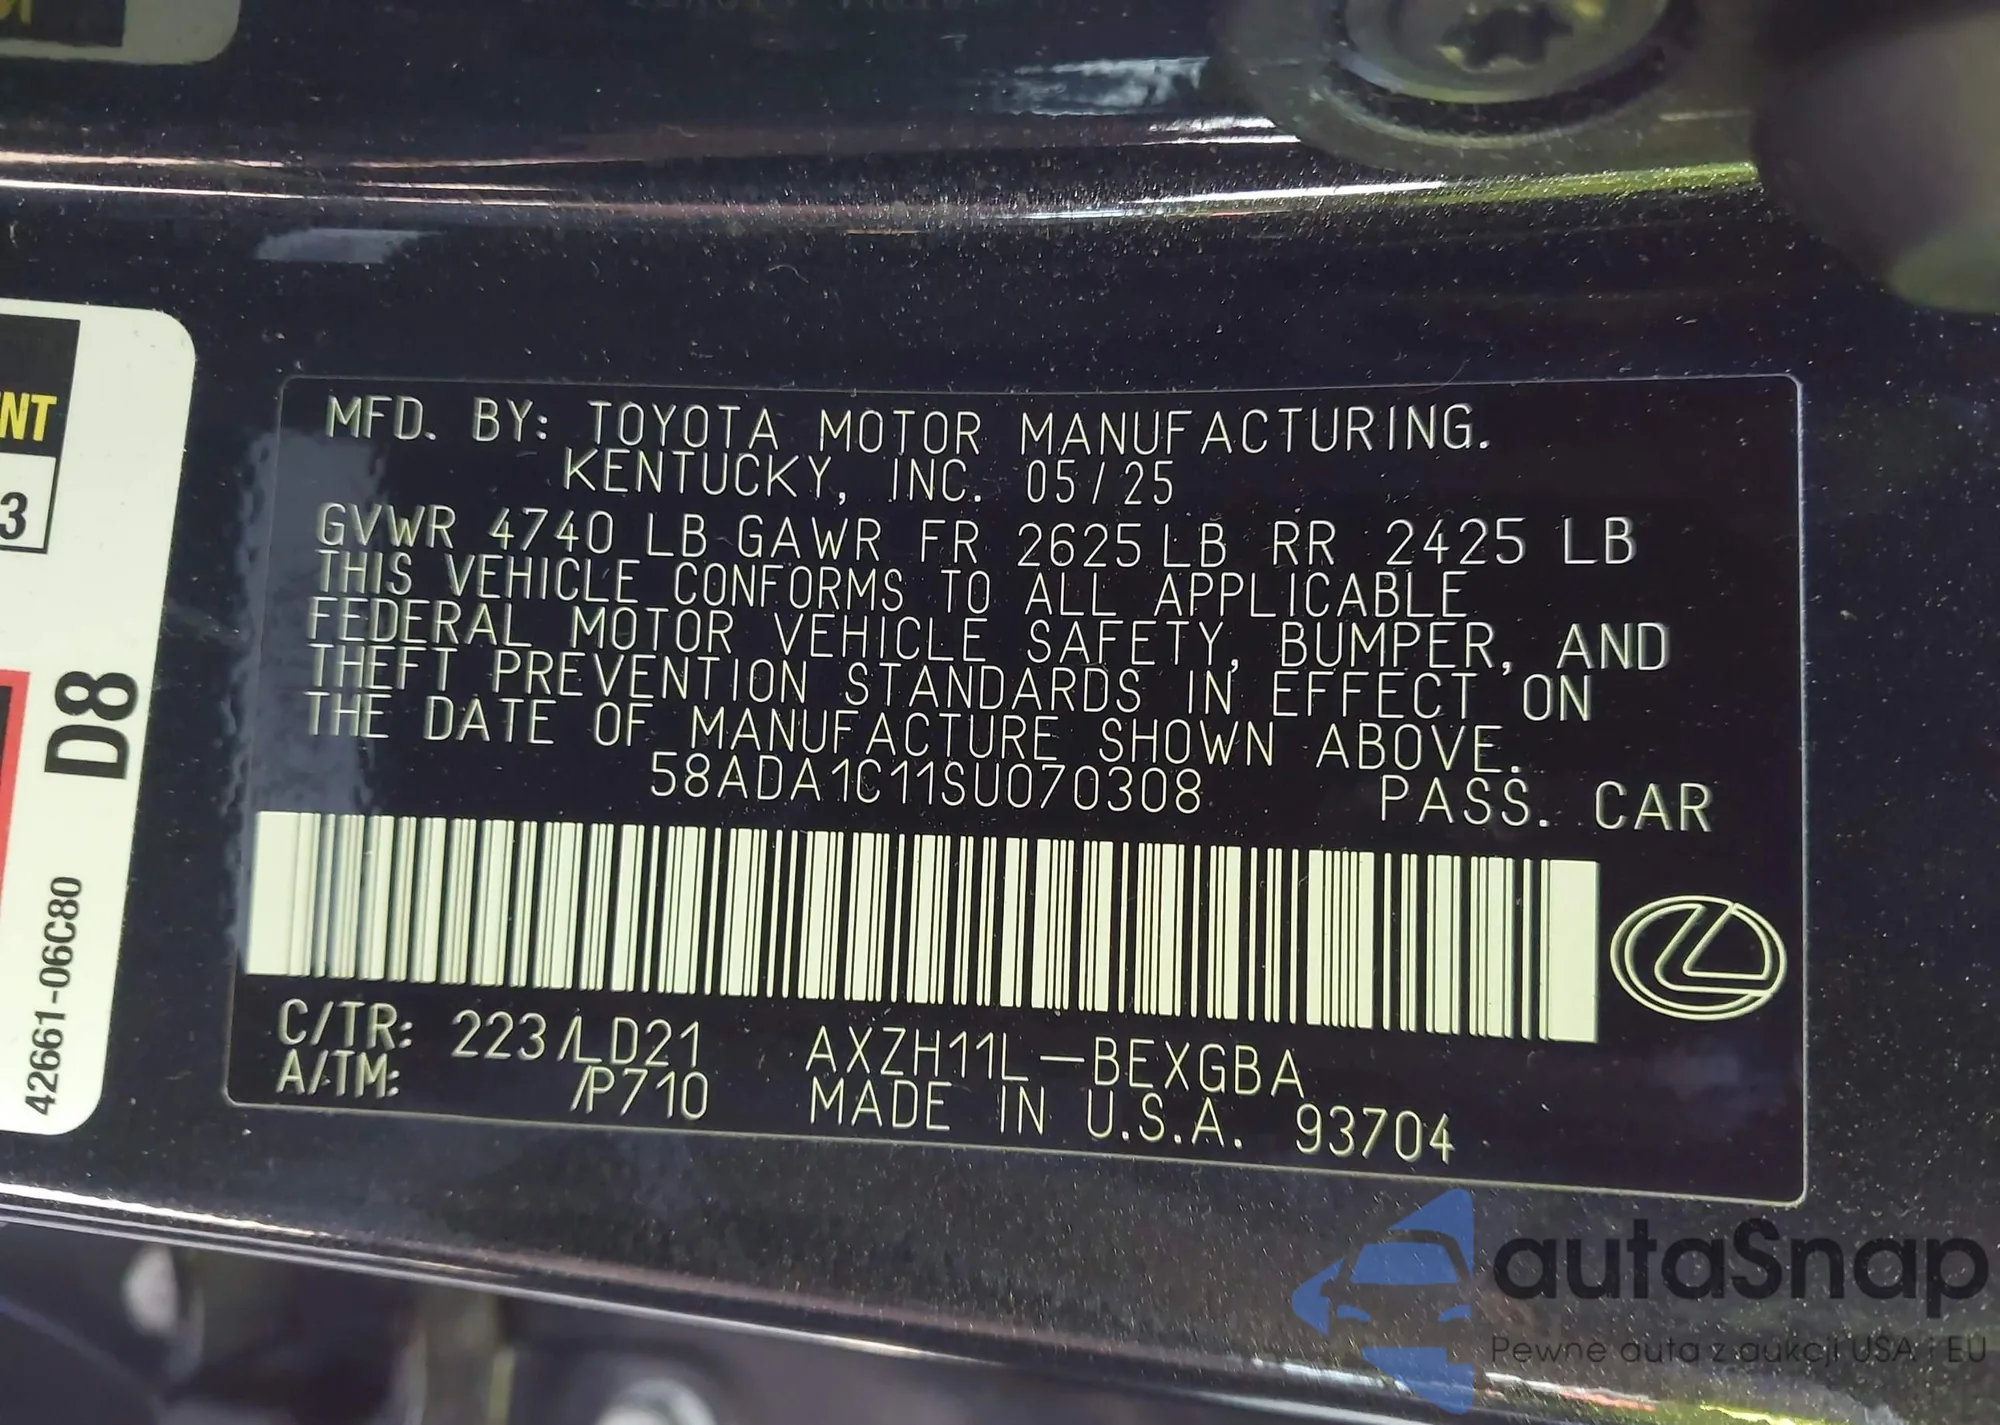 MFD. BY: TOYOTA MOTOR MANUFACTURING.
KENTUCKY, INC. 05/25
GVWR 4740 LB GAWR FR 2625 LB RR 2425 LB
THIS VEHICLE CONFORMS TO ALL APPLICABLE
FEDERAL MOTOR VEHICLE SAFETY, BUMPER, AND
THEFT PREVENTION STANDARDS IN EFFECT ON
THE DATE OF MANUFACTURE SHOWN ABOVE.
58ADA1C11SU070308 PASS. CAR
C/TR: 223/LD21 AXZH11L-BEXGBA
A/TM: /P710 MADE IN U.S.A. 93704
NT
3
D8
42661-06C80
autaSnap
Pewne auta z aukcji USA i EU